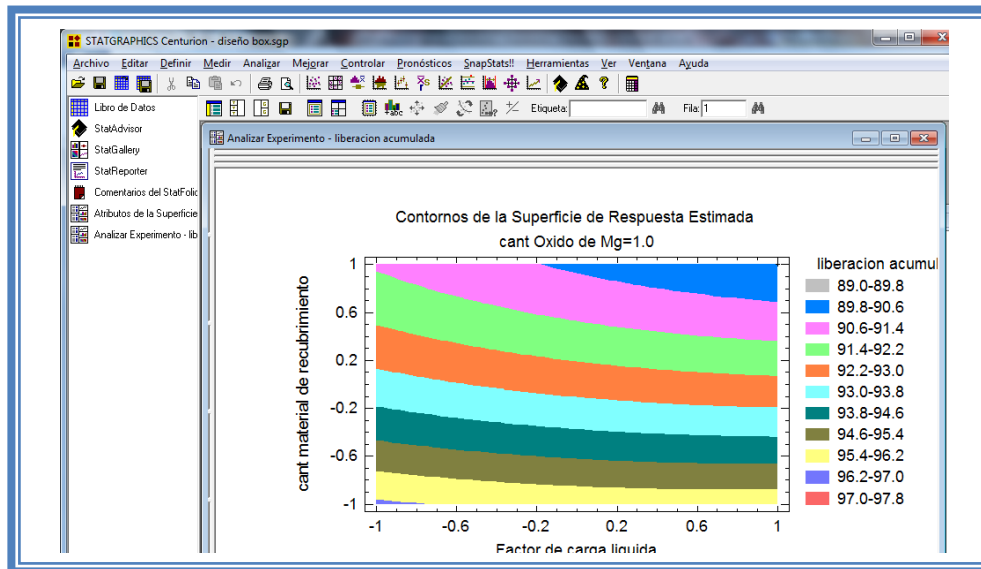 STATGRAPHICS Centurion - diseño box.sgp
Archivo Editar Definir Medir Analizar Mejorar Controlar Pronósticos SnapStats!! Herramientas Ver Ventana Ayuda
Etiqueta: Fila: 1
Libro de Datos
StatAdvisor
StatGallery
StatReporter
Comentarios del StatFolio
Atributos de la Superficie
Analizar Experimento - lib
Analizar Experimento - liberacion acumulada
Contornos de la Superficie de Respuesta Estimada
cant Oxido de Mg=1.0
cant material de recubrimiento
1
0.6
0.2
-0.2
-0.6
-1
-1 -0.6 -0.2 0.2 0.6 1
Factor de carga liquida
liberacion acumul
89.0-89.8
89.8-90.6
90.6-91.4
91.4-92.2
92.2-93.0
93.0-93.8
93.8-94.6
94.6-95.4
95.4-96.2
96.2-97.0
97.0-97.8